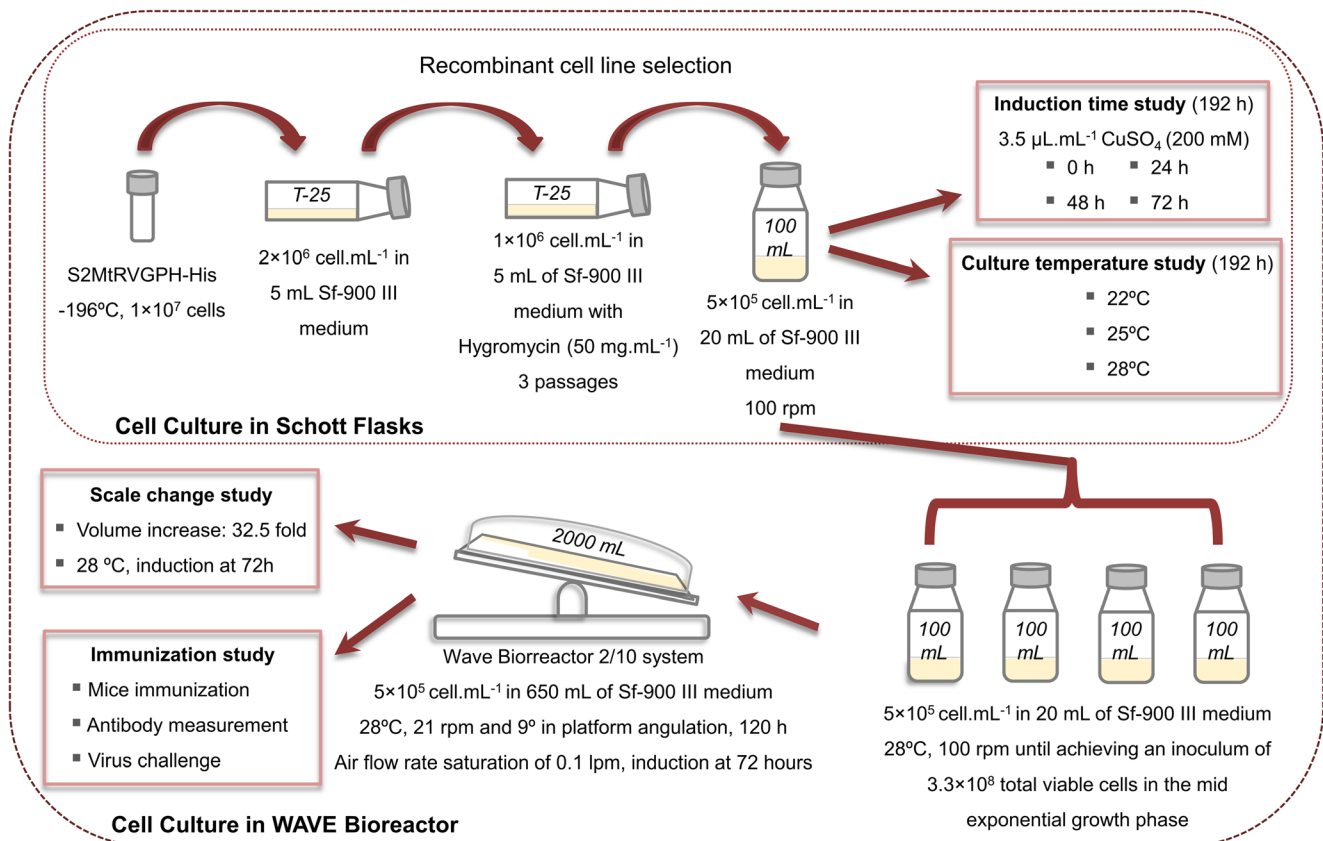 Recombinant cell line selection
S2MtRVGPH-His
-196ºC, 1×10⁷ cells
T-25
2×10⁶ cell.mL⁻¹ in
5 mL Sf-900 III
medium
T-25
1×10⁶ cell.mL⁻¹ in
5 mL of Sf-900 III
medium with
Hygromycin (50 mg.mL⁻¹)
3 passages
100
mL
5×10⁵ cell.mL⁻¹ in
20 mL of Sf-900 III
medium
100 rpm
Induction time study (192 h)
3.5 µL.mL⁻¹ CuSO₄ (200 mM)
▪ 0 h ▪ 24 h
▪ 48 h ▪ 72 h
Culture temperature study (192 h)
▪ 22ºC
▪ 25ºC
▪ 28ºC
Cell Culture in Schott Flasks
Scale change study
▪ Volume increase: 32.5 fold
▪ 28 ºC, induction at 72h
Immunization study
▪ Mice immunization
▪ Antibody measurement
▪ Virus challenge
2000 mL
Wave Biorreactor 2/10 system
5×10⁵ cell.mL⁻¹ in 650 mL of Sf-900 III medium
28ºC, 21 rpm and 9º in platform angulation, 120 h
Air flow rate saturation of 0.1 lpm, induction at 72 hours
100
mL
100
mL
100
mL
100
mL
5×10⁵ cell.mL⁻¹ in 20 mL of Sf-900 III medium
28ºC, 100 rpm until achieving an inoculum of
3.3×10⁸ total viable cells in the mid
exponential growth phase
Cell Culture in WAVE Bioreactor